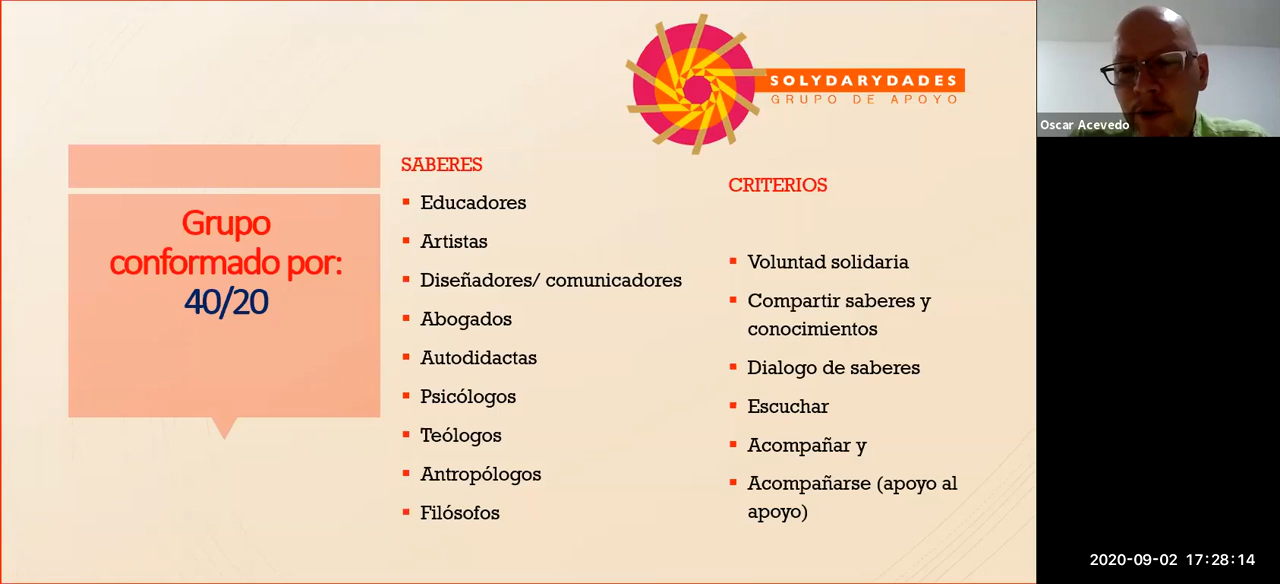 SOLYDARYDADES
GRUPO DE APOYO
Oscar Acevedo
Grupo
conformado por:
40/20
SABERES
Educadores
Artistas
Diseñadores/ comunicadores
Abogados
Autodidactas
Psicólogos
Teólogos
Antropólogos
Filósofos
CRITERIOS
Voluntad solidaria
Compartir saberes y
conocimientos
Dialogo de saberes
Escuchar
Acompañar y
Acompañarse (apoyo al
apoyo)
2020-09-02 17:28:14